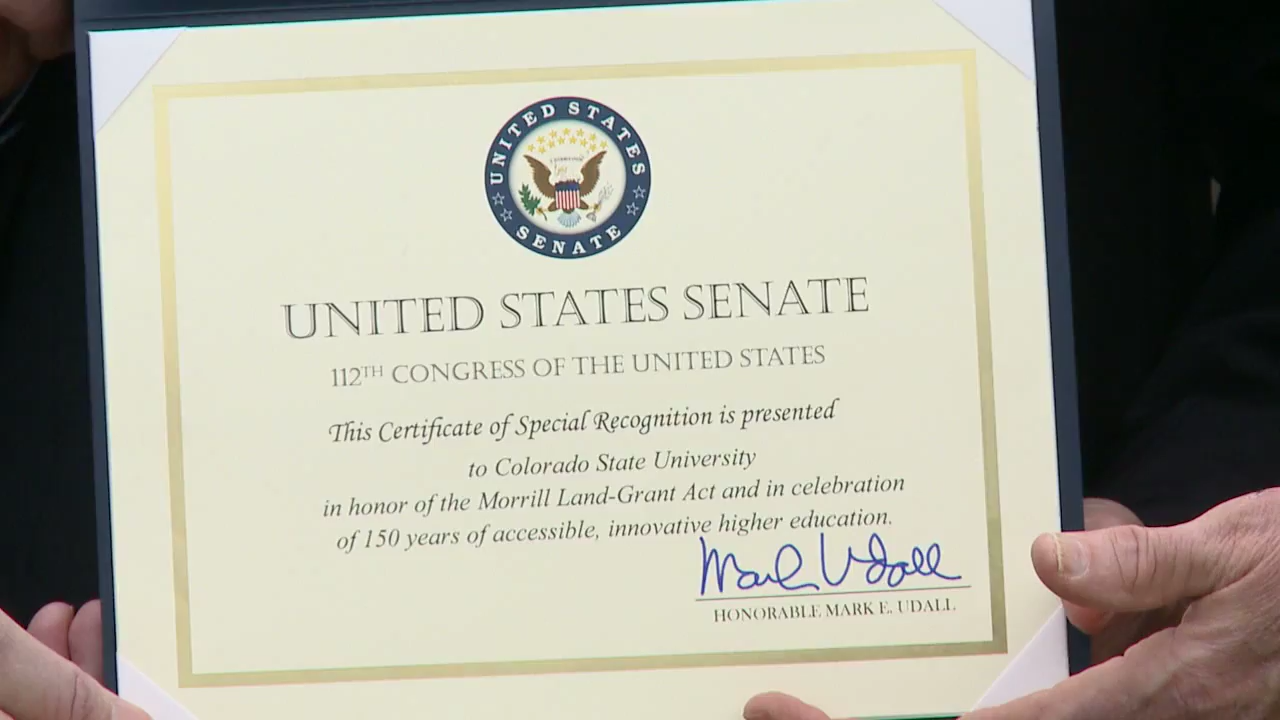 UNITED STATES
SENATE
UNITED STATES SENATE
112TH CONGRESS OF THE UNITED STATES
This Certificate of Special Recognition is presented
to Colorado State University
in honor of the Morrill Land-Grant Act and in celebration
of 150 years of accessible, innovative higher education.
Mark Udall
HONORABLE MARK E. UDALL